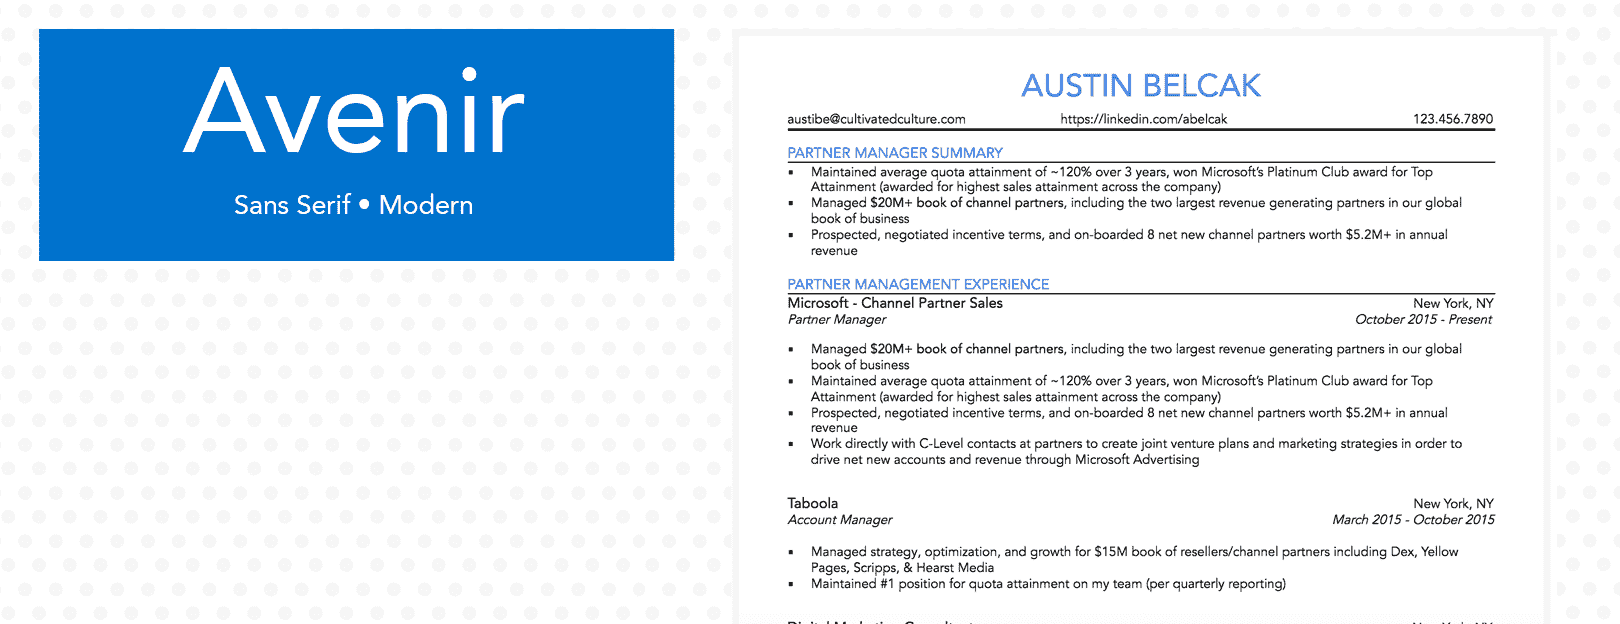 Avenir
Sans Serif • Modern
AUSTIN BELCAK
austibe@cultivatedculture.com https://linkedin.com/abelcak 123.456.7890
PARTNER MANAGER SUMMARY
▪ Maintained average quota attainment of ~120% over 3 years, won Microsoft's Platinum Club award for Top
Attainment (awarded for highest sales attainment across the company)
▪ Managed $20M+ book of channel partners, including the two largest revenue generating partners in our global
book of business
▪ Prospected, negotiated incentive terms, and on-boarded 8 net new channel partners worth $5.2M+ in annual
revenue
PARTNER MANAGEMENT EXPERIENCE
Microsoft - Channel Partner Sales New York, NY
Partner Manager October 2015 - Present
▪ Managed $20M+ book of channel partners, including the two largest revenue generating partners in our global
book of business
▪ Maintained average quota attainment of ~120% over 3 years, won Microsoft's Platinum Club award for Top
Attainment (awarded for highest sales attainment across the company)
▪ Prospected, negotiated incentive terms, and on-boarded 8 net new channel partners worth $5.2M+ in annual
revenue
▪ Work directly with C-Level contacts at partners to create joint venture plans and marketing strategies in order to
drive net new accounts and revenue through Microsoft Advertising
Taboola New York, NY
Account Manager March 2015 - October 2015
▪ Managed strategy, optimization, and growth for $15M book of resellers/channel partners including Dex, Yellow
Pages, Scripps, & Hearst Media
▪ Maintained #1 position for quota attainment on my team (per quarterly reporting)